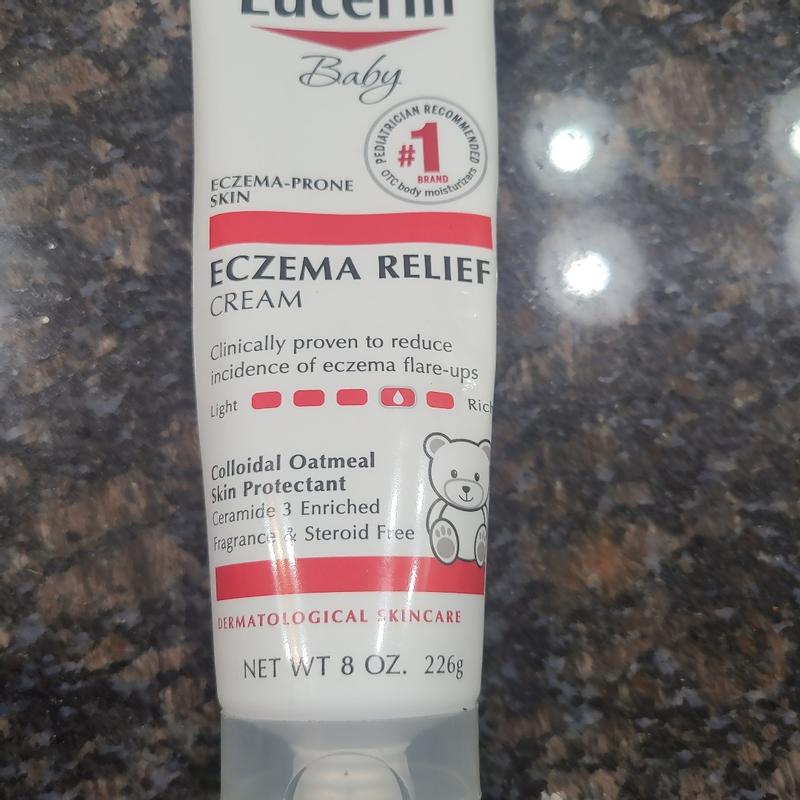 Eucerin
Baby
PEDIATRICIAN RECOMMENDED
#1
BRAND
OTC body moisturizers
ECZEMA-PRONE
SKIN
ECZEMA RELIEF
CREAM
Clinically proven to reduce
incidence of eczema flare-ups
Light Rich
Colloidal Oatmeal
Skin Protectant
Ceramide 3 Enriched
Fragrance & Steroid Free
DERMATOLOGICAL SKINCARE
NET WT 8 OZ. 226g